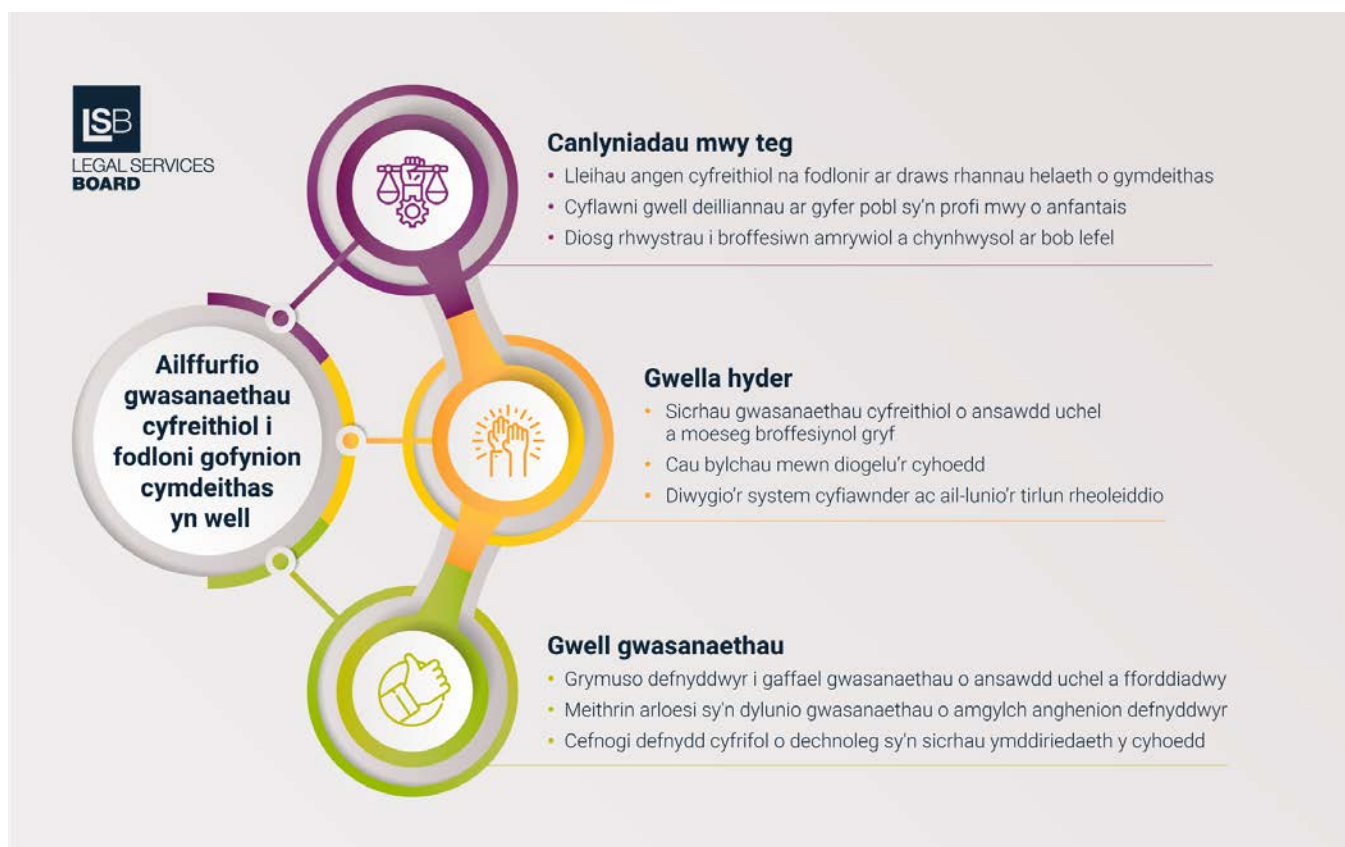 LSB
LEGAL SERVICES
BOARD
Canlyniadau mwy teg
• Lleihau angen cyfreithiol na fodlonir ar draws rhannau helaeth o gymdeithas
• Cyflawni gwell deilliannau ar gyfer pobl sy'n profi mwy o anfantais
• Diosg rhwystrau i broffesiwn amrywiol a chynhwysol ar bob lefel
Ailffurfio
gwasanaethau
cyfreithiol i
fodloni gofynion
cymdeithas
yn well
Gwella hyder
• Sicrhau gwasanaethau cyfreithiol o ansawdd uchel
a moeseg broffesiynol gryf
• Cau bylchau mewn diogelu'r cyhoedd
• Diwygio'r system cyfiawnder ac ail-lunio'r tirlun rheoleiddio
Gwell gwasanaethau
• Grymuso defnyddwyr i gaffael gwasanaethau o ansawdd uchel a fforddiadwy
• Meithrin arloesi sy'n dylunio gwasanaethau o amgylch anghenion defnyddwyr
• Cefnogi defnydd cyfrifol o dechnoleg sy'n sicrhau ymddiriedaeth y cyhoedd